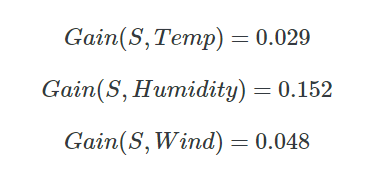 Gain(S, Temp) = 0.029
Gain(S, Humidity) = 0.152
Gain(S, Wind) = 0.048